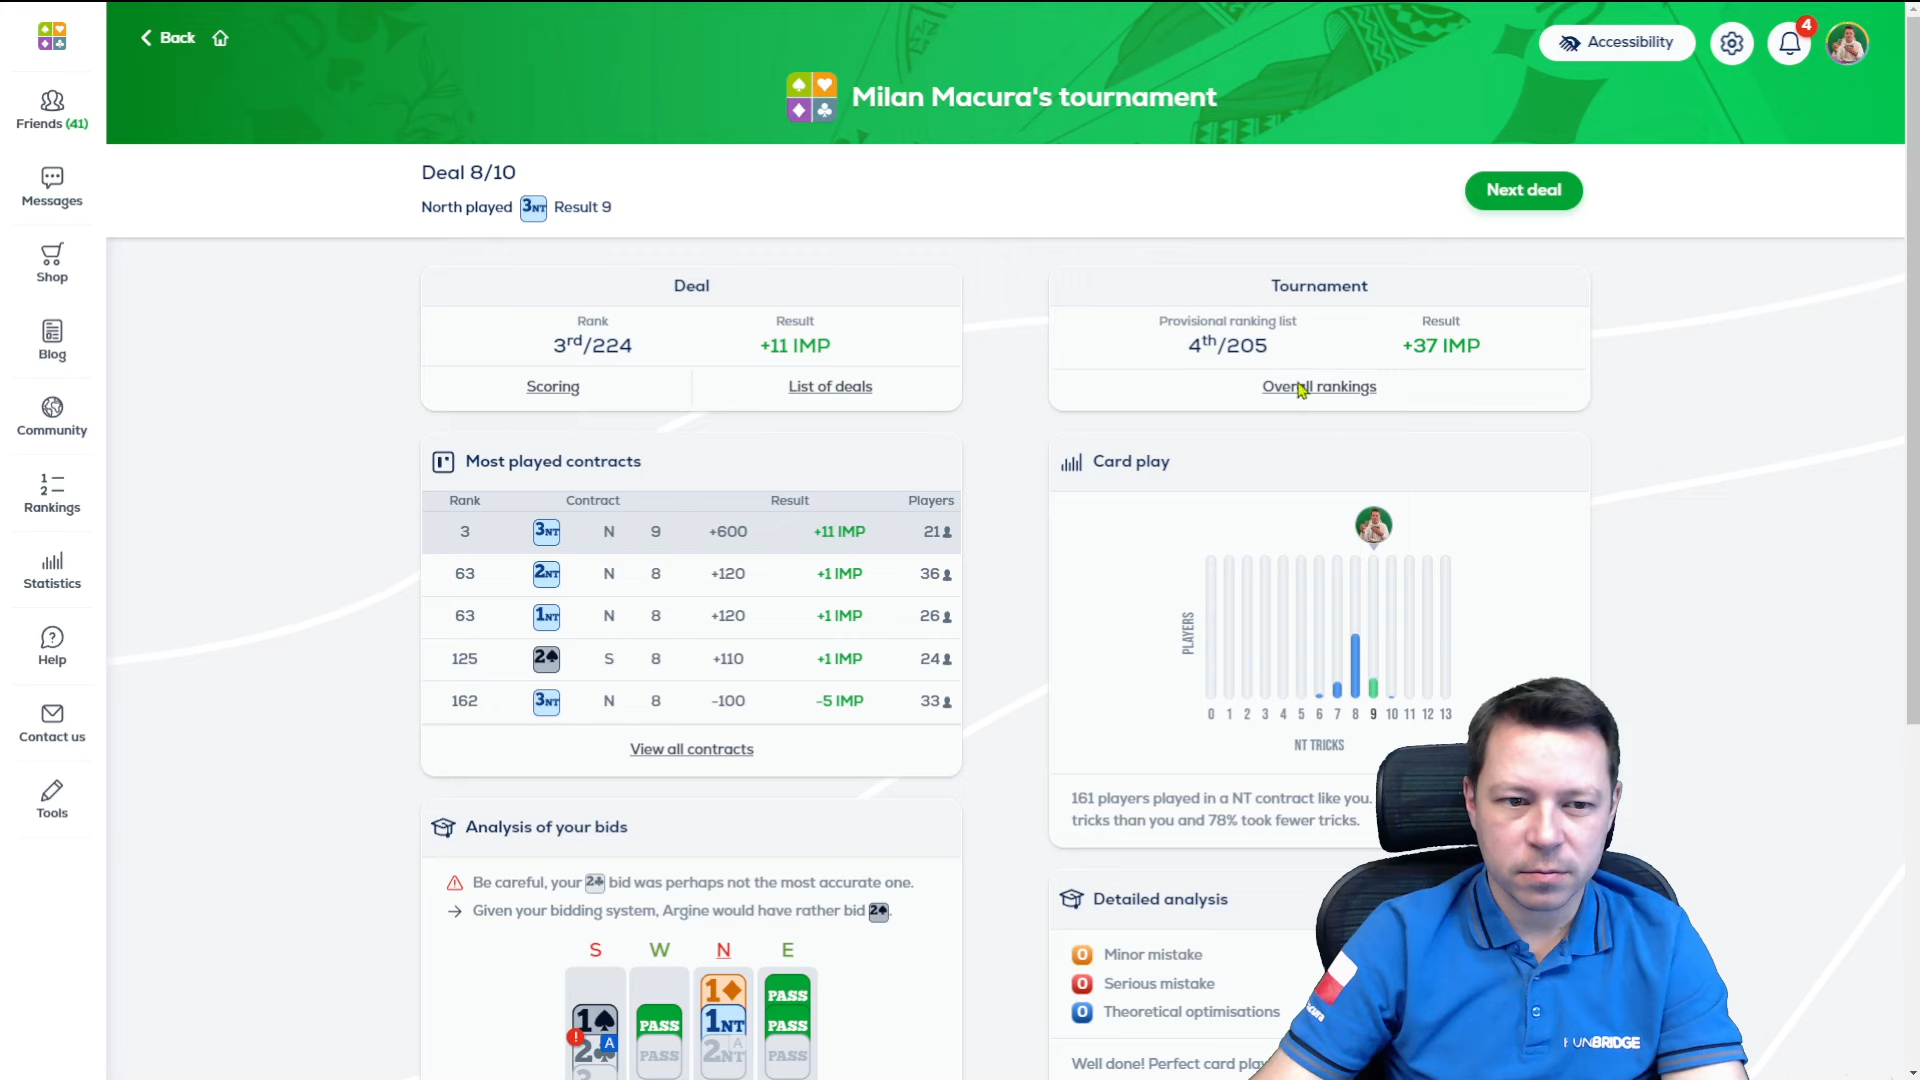 Back
Accessibility
4
Milan Macura's tournament
Friends (41)
Messages
Shop
Blog
Community
1
2
Rankings
Statistics
Help
Contact us
Tools
Deal 8/10
North played 3NT Result 9
Next deal
Deal
Rank Result
3rd/224 +11 IMP
Scoring List of deals
Tournament
Provisional ranking list Result
4th/205 +37 IMP
Overall rankings
Most played contracts
Rank Contract Result Players
3 3NT N 9 +600 +11 IMP 21
63 2NT N 8 +120 +1 IMP 36
63 1NT N 8 +120 +1 IMP 26
125 2♠ S 8 +110 +1 IMP 24
162 3NT N 8 -100 -5 IMP 33
View all contracts
Card play
PLAYERS
0 1 2 3 4 5 6 7 8 9 10 11 12 13
NT TRICKS
161 players played in a NT contract like you.
tricks than you and 78% took fewer tricks.
Analysis of your bids
Be careful, your 2♣ bid was perhaps not the most accurate one.
Given your bidding system, Argine would have rather bid 2♠.
S W N E
1♦ PASS
1♠ PASS 1NT PASS
! 2♣ A PASS 2NT A PASS
Detailed analysis
0 Minor mistake
0 Serious mistake
0 Theoretical optimisations
Well done! Perfect card play
FUNBRIDGE